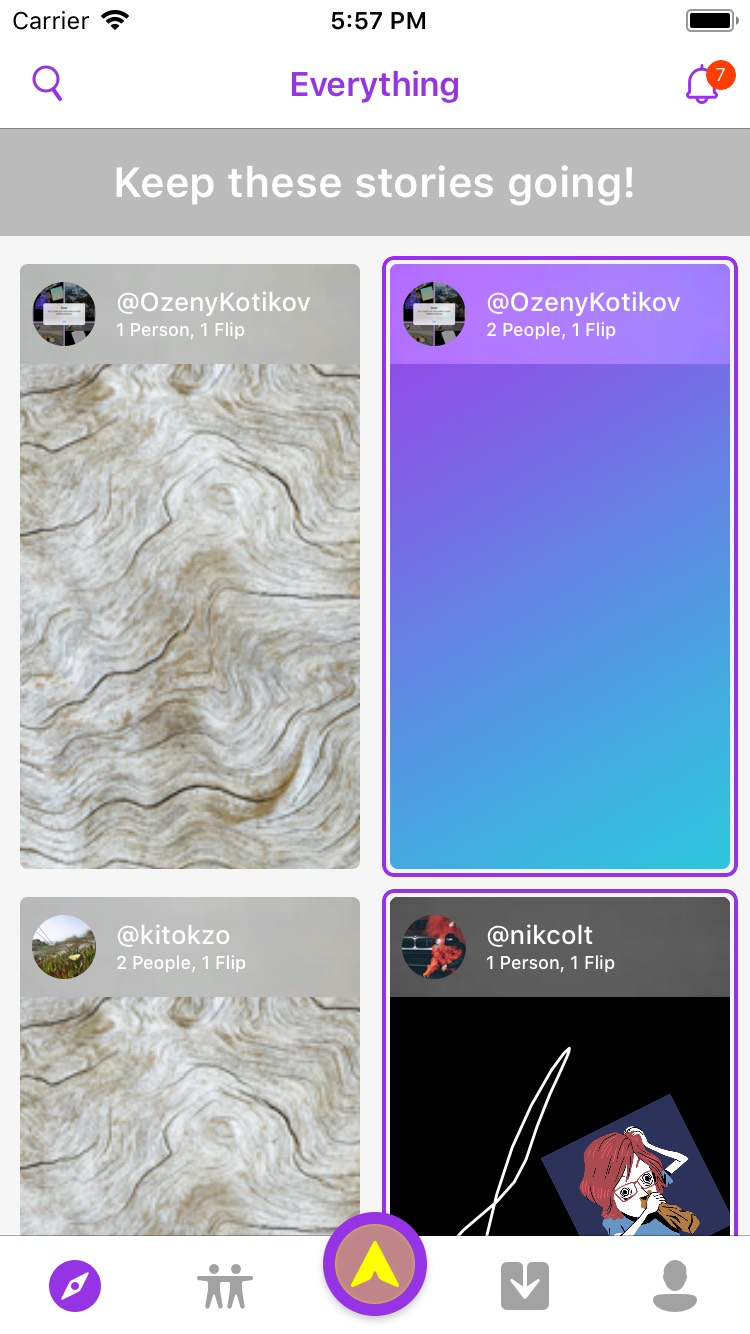 Carrier 5:57 PM
Everything
7
Keep these stories going!
@OzenyKotikov
1 Person, 1 Flip
@OzenyKotikov
2 People, 1 Flip
@kitokzo
2 People, 1 Flip
@nikcolt
1 Person, 1 Flip